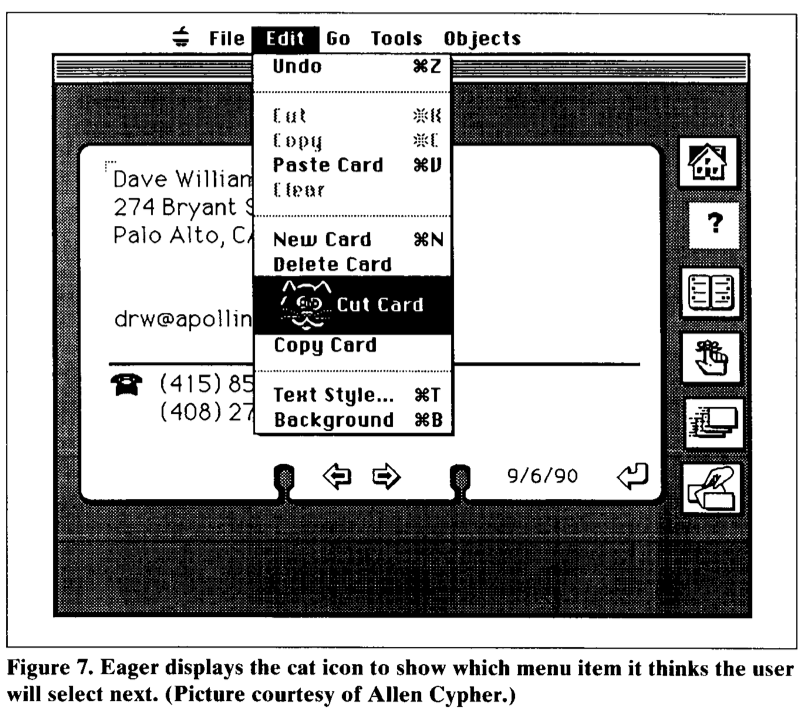 File Edit Go Tools Objects
Undo ⌘Z
Cut ⌘X
Copy ⌘C
Paste Card ⌘V
Clear
New Card ⌘N
Delete Card
Cut Card
Copy Card
Text Style... ⌘T
Background ⌘B
Dave William
274 Bryant S
Palo Alto, CA
drw@apollin
(415) 85
(408) 27
9/6/90
?
Figure 7. Eager displays the cat icon to show which menu item it thinks the user
will select next. (Picture courtesy of Allen Cypher.)